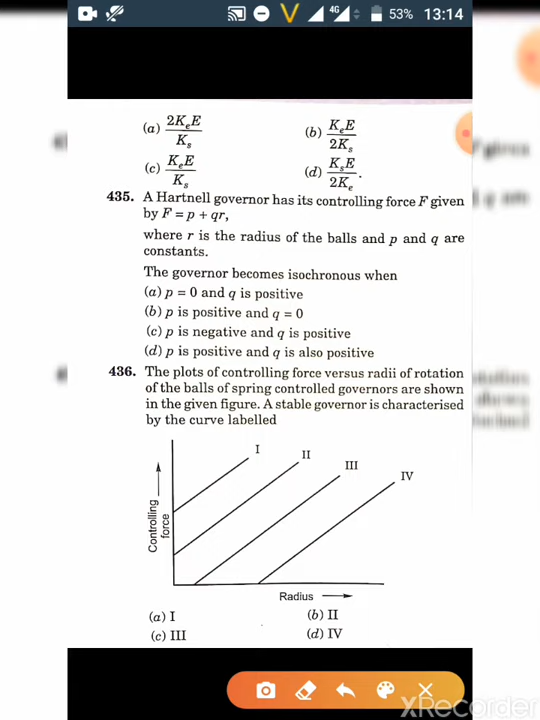 4G 53% 13:14
(a) 2KeE/Ks (b) KeE/2Ks
(c) KeE/Ks (d) KsE/2Ke.
435. A Hartnell governor has its controlling force F given
by F = p + qr,
where r is the radius of the balls and p and q are
constants.
The governor becomes isochronous when
(a) p = 0 and q is positive
(b) p is positive and q = 0
(c) p is negative and q is positive
(d) p is positive and q is also positive
436. The plots of controlling force versus radii of rotation
of the balls of spring controlled governors are shown
in the given figure. A stable governor is characterised
by the curve labelled
I
II
III
IV
Controlling
force
Radius
(a) I (b) II
(c) III (d) IV
XRecorder